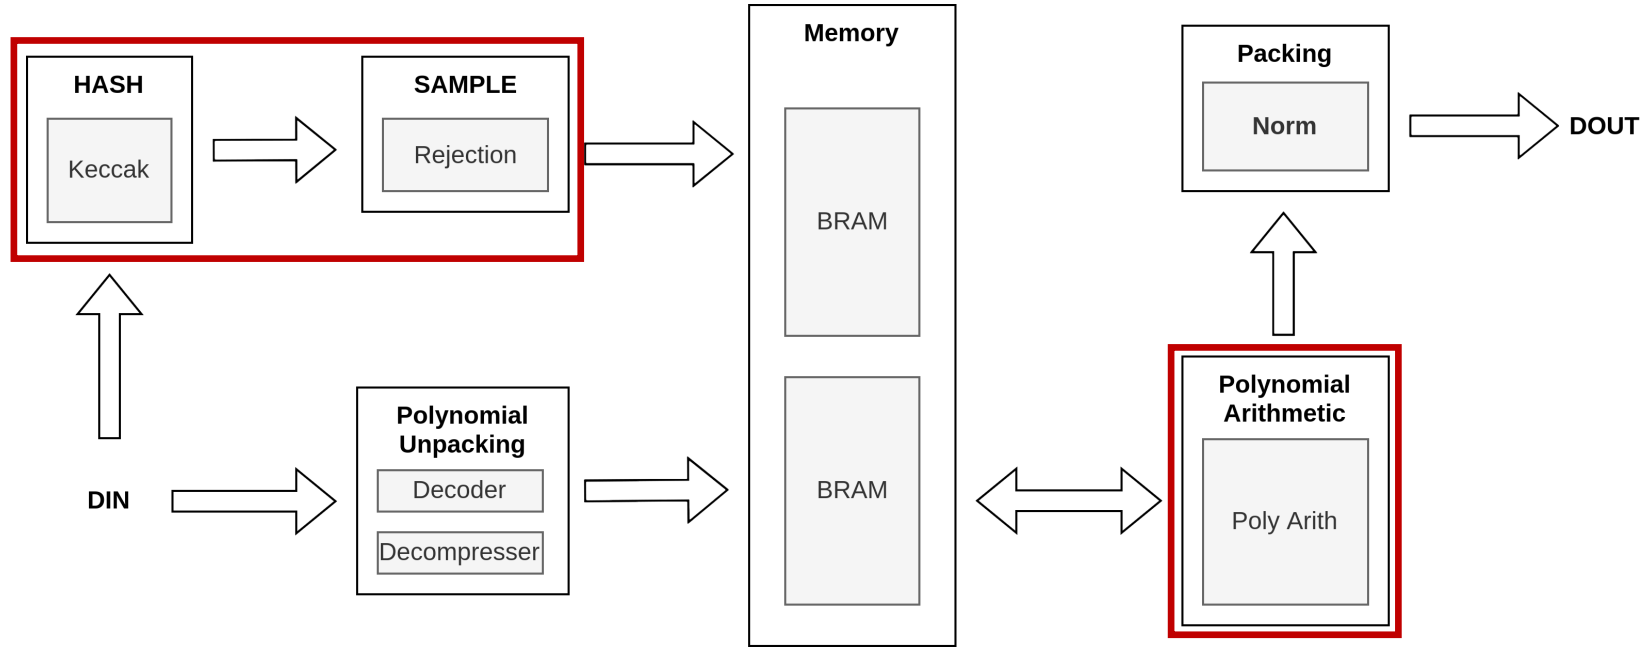 HASH
Keccak
SAMPLE
Rejection
Memory
BRAM
BRAM
Packing
Norm
DOUT
DIN
Polynomial
Unpacking
Decoder
Decompresser
Polynomial
Arithmetic
Poly Arith